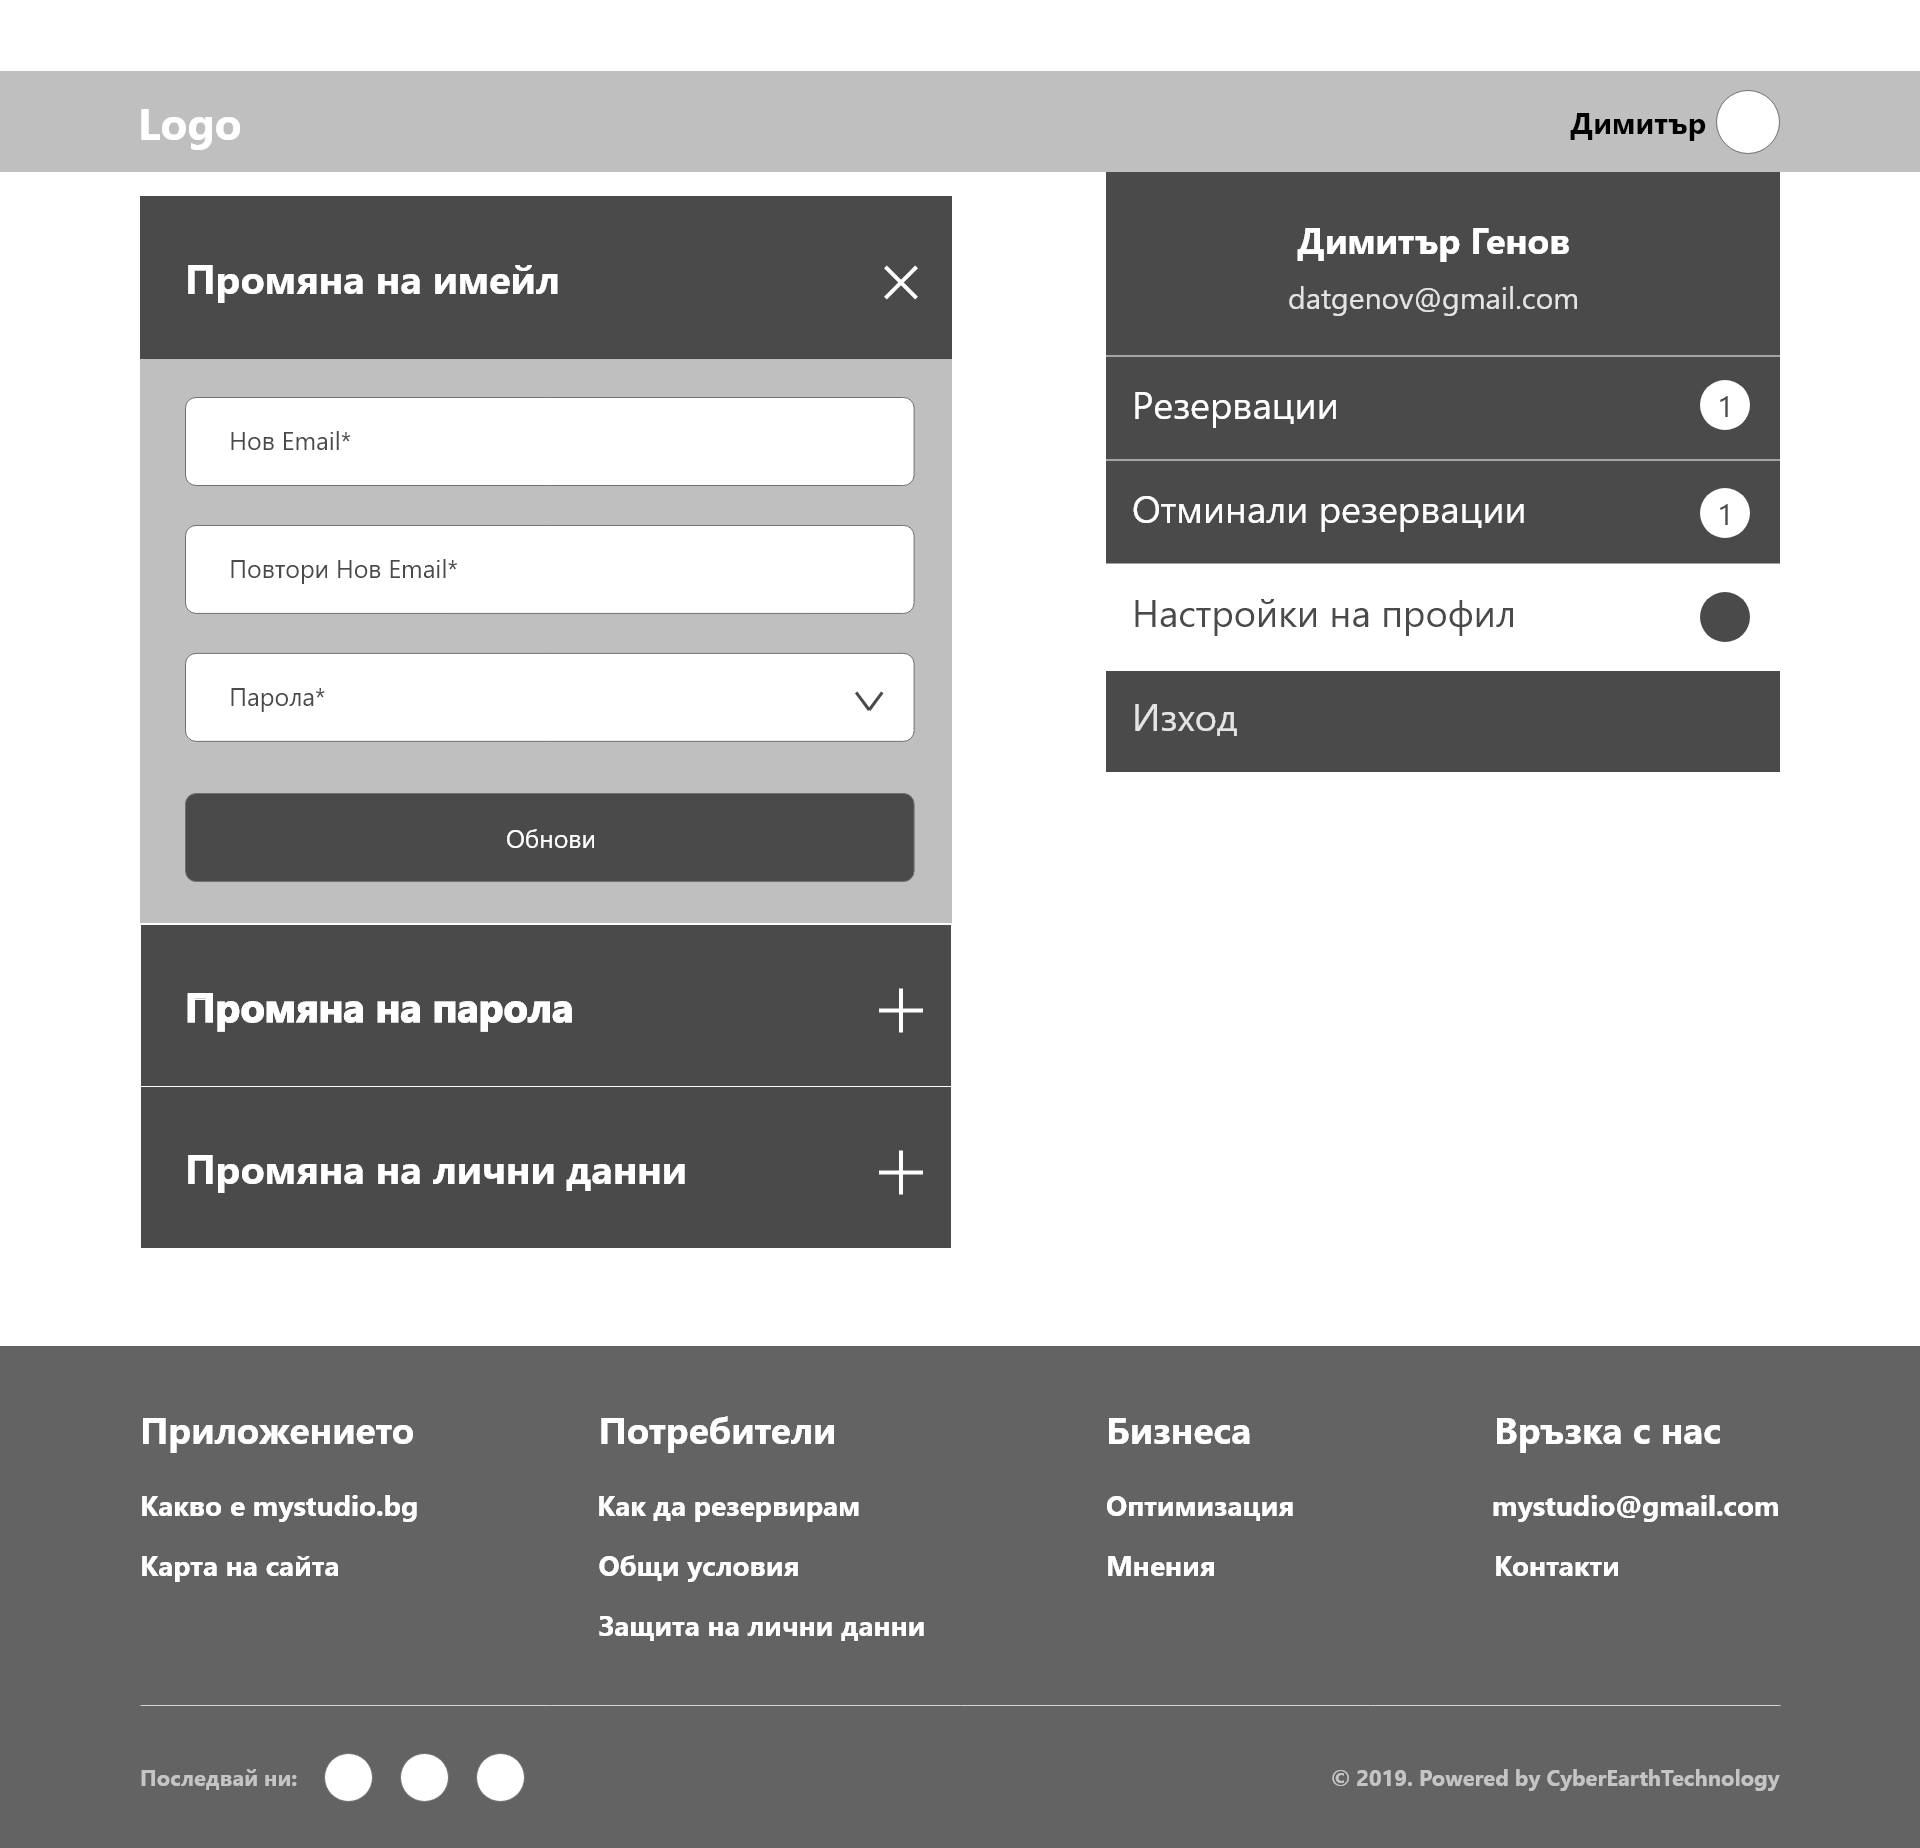 Logo
Димитър
Промяна на имейл
Нов Email*
Повтори Нов Email*
Парола*
Обнови
Промяна на парола
Промяна на лични данни
Димитър Генов
datgenov@gmail.com
Резервации 1
Отминали резервации 1
Настройки на профил
Изход
Приложението
Какво е mystudio.bg
Карта на сайта
Потребители
Как да резервирам
Общи условия
Защита на лични данни
Бизнеса
Оптимизация
Мнения
Връзка с нас
mystudio@gmail.com
Контакти
Последвай ни:
© 2019. Powered by CyberEarthTechnology